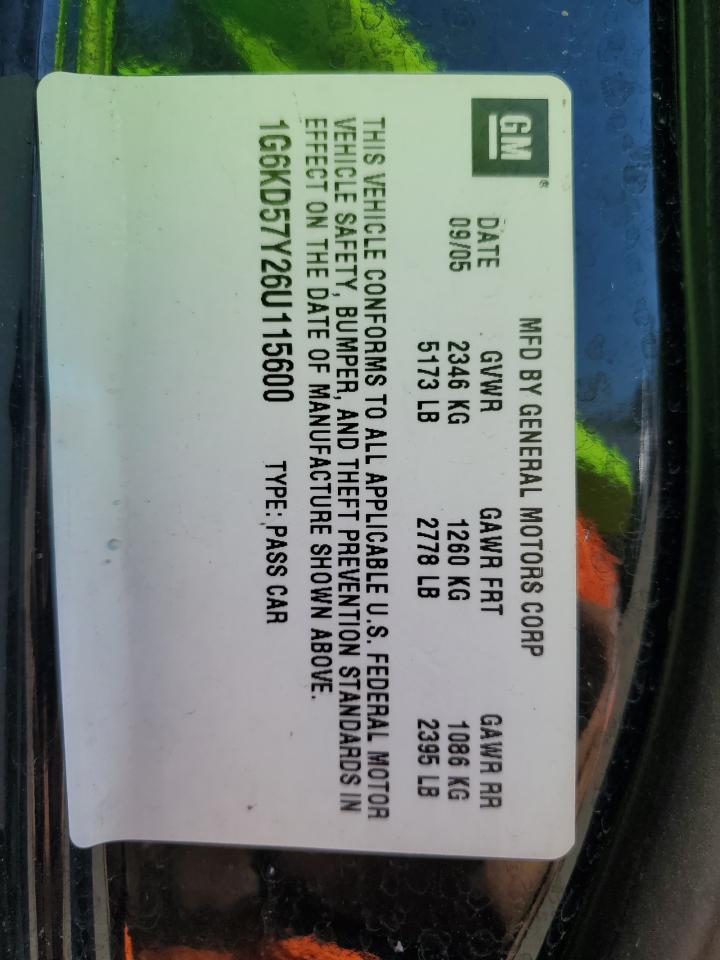 GM®
MFD BY GENERAL MOTORS CORP
DATE GVWR GAWR FRT GAWR RR
09/05 2346 KG 1260 KG 1086 KG
5173 LB 2778 LB 2395 LB
THIS VEHICLE CONFORMS TO ALL APPLICABLE U.S. FEDERAL MOTOR
VEHICLE SAFETY, BUMPER, AND THEFT PREVENTION STANDARDS IN
EFFECT ON THE DATE OF MANUFACTURE SHOWN ABOVE.
1G6KD57Y26U115600 TYPE: PASS CAR